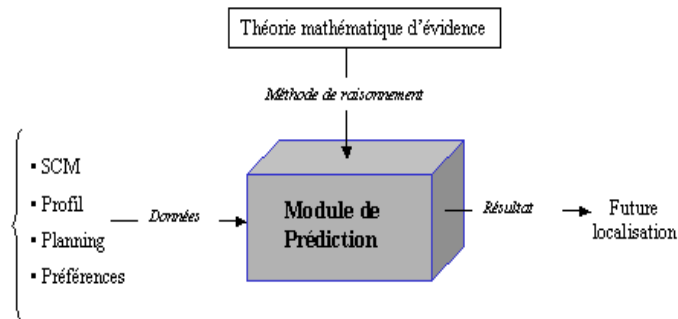 Théorie mathématique d'évidence
Méthode de raisonnement
▪ SCM
▪ Profil
▪ Planning
▪ Préférences
Données
Module de
Prédiction
Résultat
Future
localisation